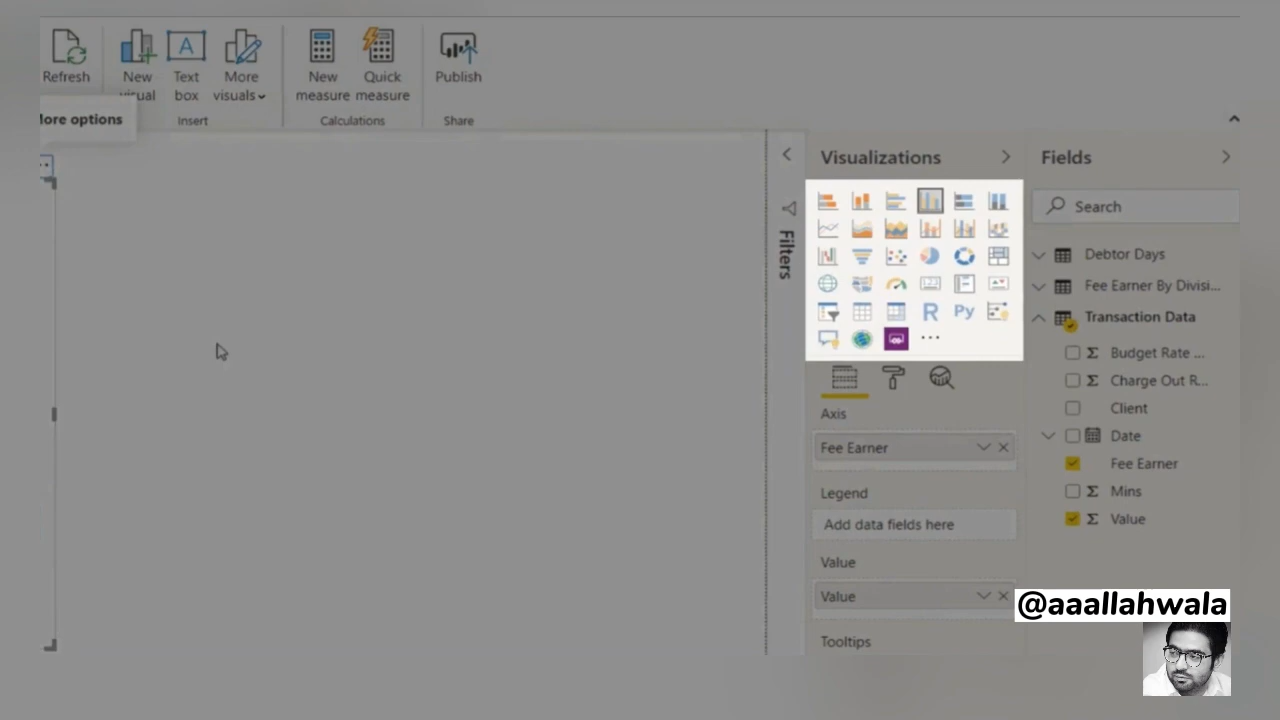 Refresh
New visual
Text box
More visuals
New measure
Quick measure
Publish
Insert
Calculations
Share
ore options
Visualizations
Fields
Search
Filters
R
Py
Debtor Days
Fee Earner By Divisi...
Transaction Data
Budget Rate ...
Charge Out R...
Client
Date
Fee Earner
Mins
Value
Axis
Fee Earner
Legend
Add data fields here
Value
Value
Tooltips
@aaallahwala